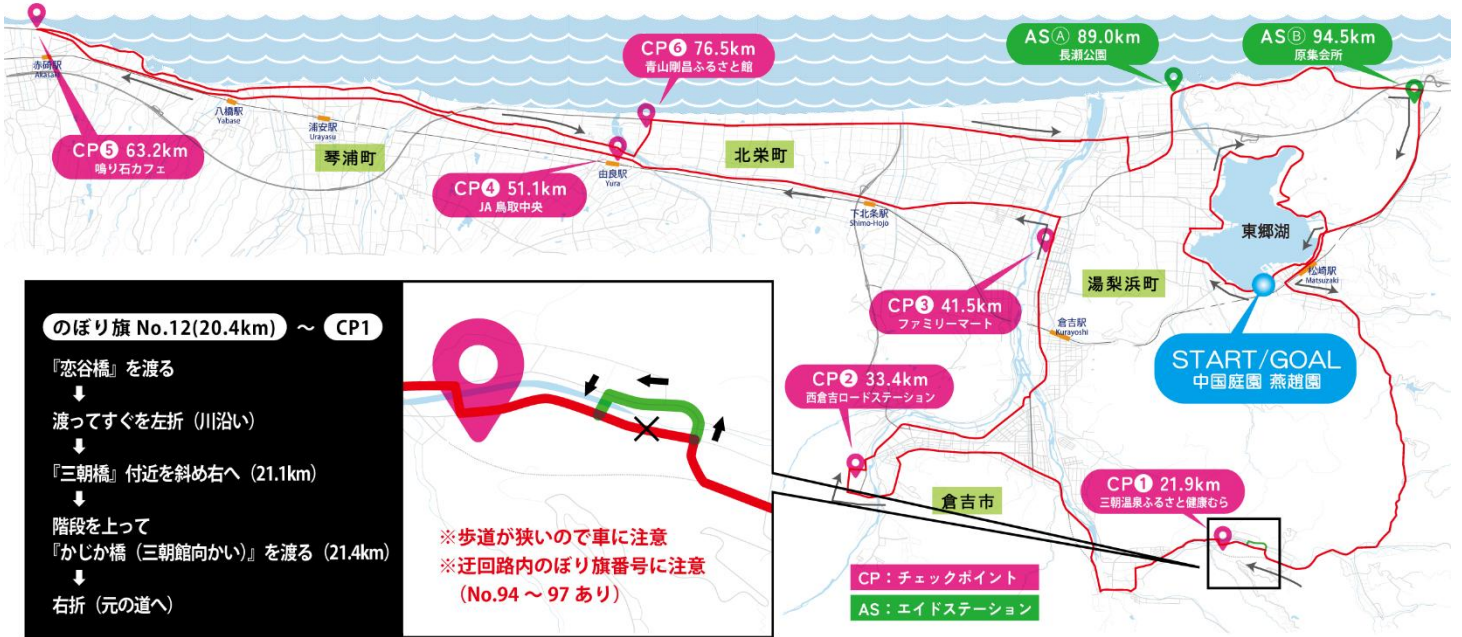 赤碕駅
AKASAKI
八橋駅
Yabase
浦安駅
Urayasu
琴浦町
CP❺ 63.2km
鳴り石カフェ
CP❻ 76.5km
青山剛昌ふるさと館
CP❹ 51.1km
JA 鳥取中央
由良駅
Yura
北栄町
下北条駅
Shimo-Hojo
ASⒶ 89.0km
長瀬公園
ASⒷ 94.5km
原集会所
東郷湖
松崎駅
Matsuzaki
湯梨浜町
CP❸ 41.5km
ファミリーマート
倉吉駅
Kurayoshi
START/GOAL
中国庭園 燕趙園
CP❷ 33.4km
西倉吉ロードステーション
倉吉市
CP❶ 21.9km
三朝温泉ふるさと健康むら
CP:チェックポイント
AS:エイドステーション
のぼり旗 No.12(20.4km) ~ CP1
『恋谷橋』を渡る
⬇
渡ってすぐを左折(川沿い)
⬇
『三朝橋』付近を斜め右へ(21.1km)
⬇
階段を上って
『かじか橋(三朝館向かい)』を渡る(21.4km)
⬇
右折(元の道へ)
※歩道が狭いので車に注意
※迂回路内のぼり旗番号に注意
(No.94 ~ 97 あり)